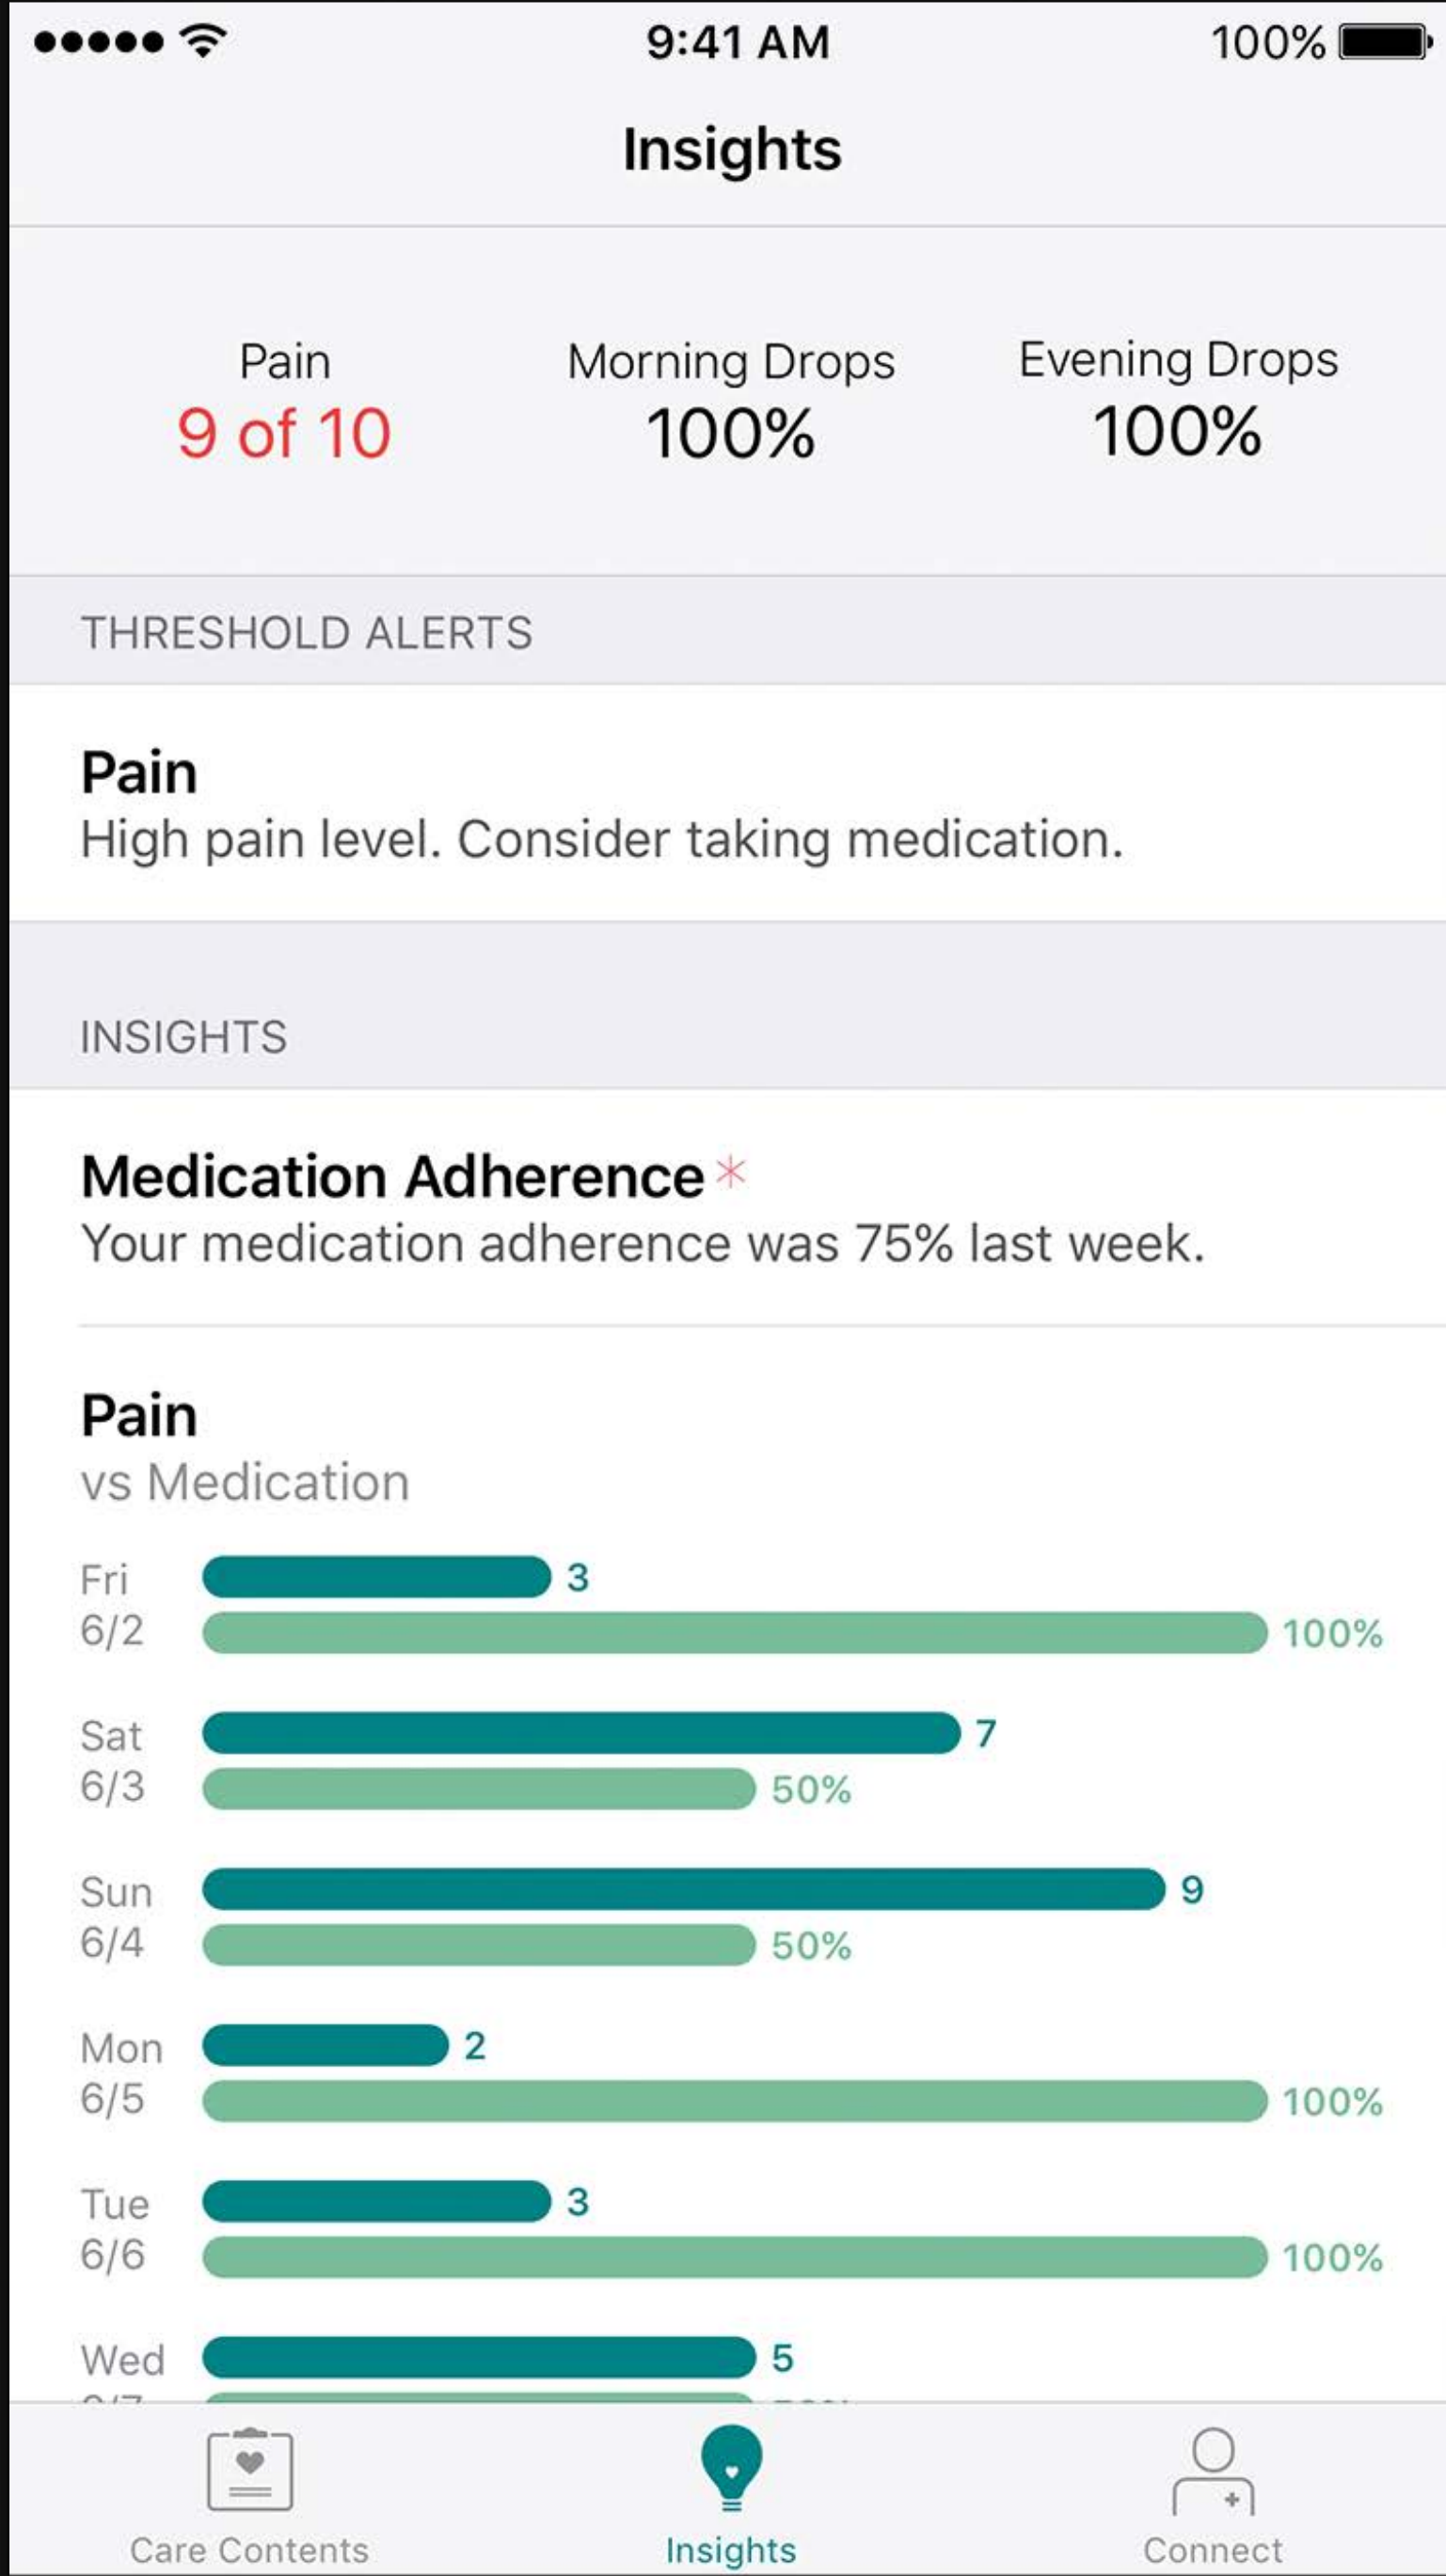 9:41 AM
100%
Insights
Pain
Morning Drops
Evening Drops
9 of 10
100%
100%
THRESHOLD ALERTS
Pain
High pain level. Consider taking medication.
INSIGHTS
Medication Adherence*
Your medication adherence was 75% last week.
Pain
vs Medication
Fri
3
6/2
100%
Sat
7
6/3
50%
Sun
9
6/4
50%
Mon
2
6/5
100%
Tue
3
6/6
100%
Wed
5
Care Contents
Insights
Connect